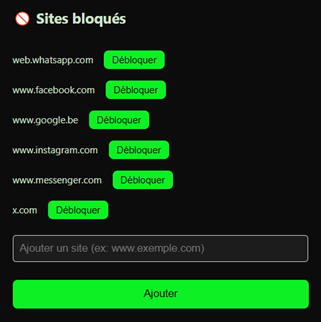 🚫 Sites bloqués
web.whatsapp.com Débloquer
www.facebook.com Débloquer
www.google.be Débloquer
www.instagram.com Débloquer
www.messenger.com Débloquer
x.com Débloquer
Ajouter un site (ex: www.exemple.com)
Ajouter